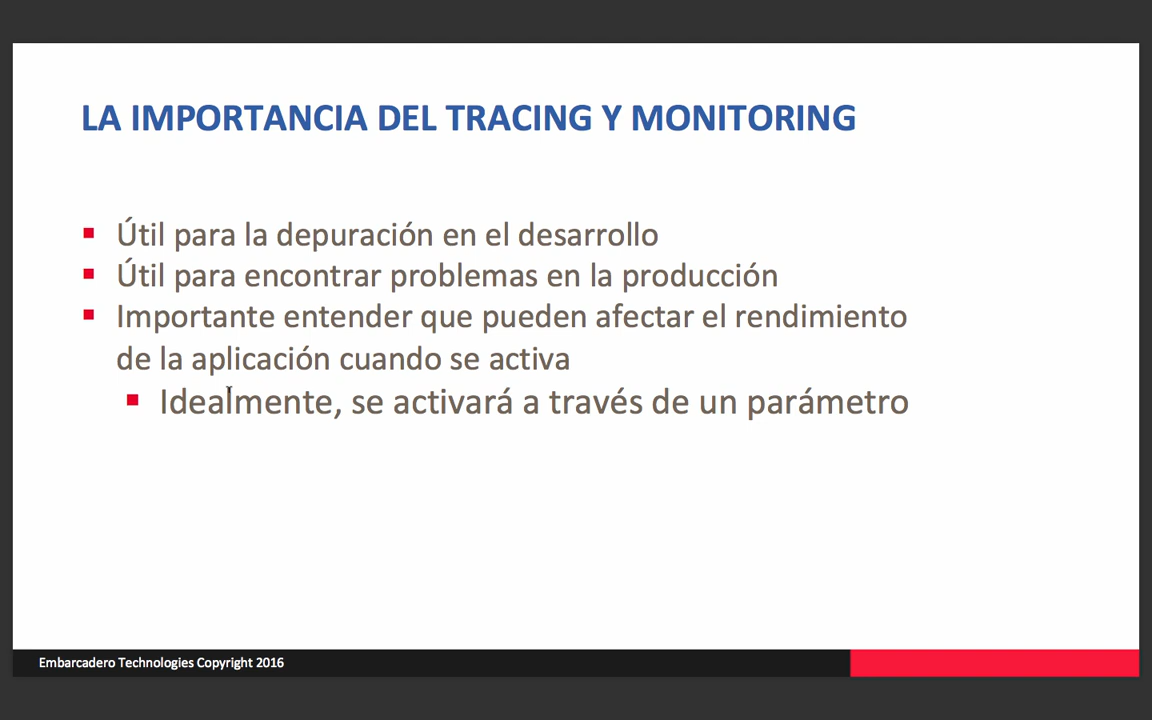 LA IMPORTANCIA DEL TRACING Y MONITORING
Útil para la depuración en el desarrollo
Útil para encontrar problemas en la producción
Importante entender que pueden afectar el rendimiento
de la aplicación cuando se activa
Idealmente, se activará a través de un parámetro
Embarcadero Technologies Copyright 2016